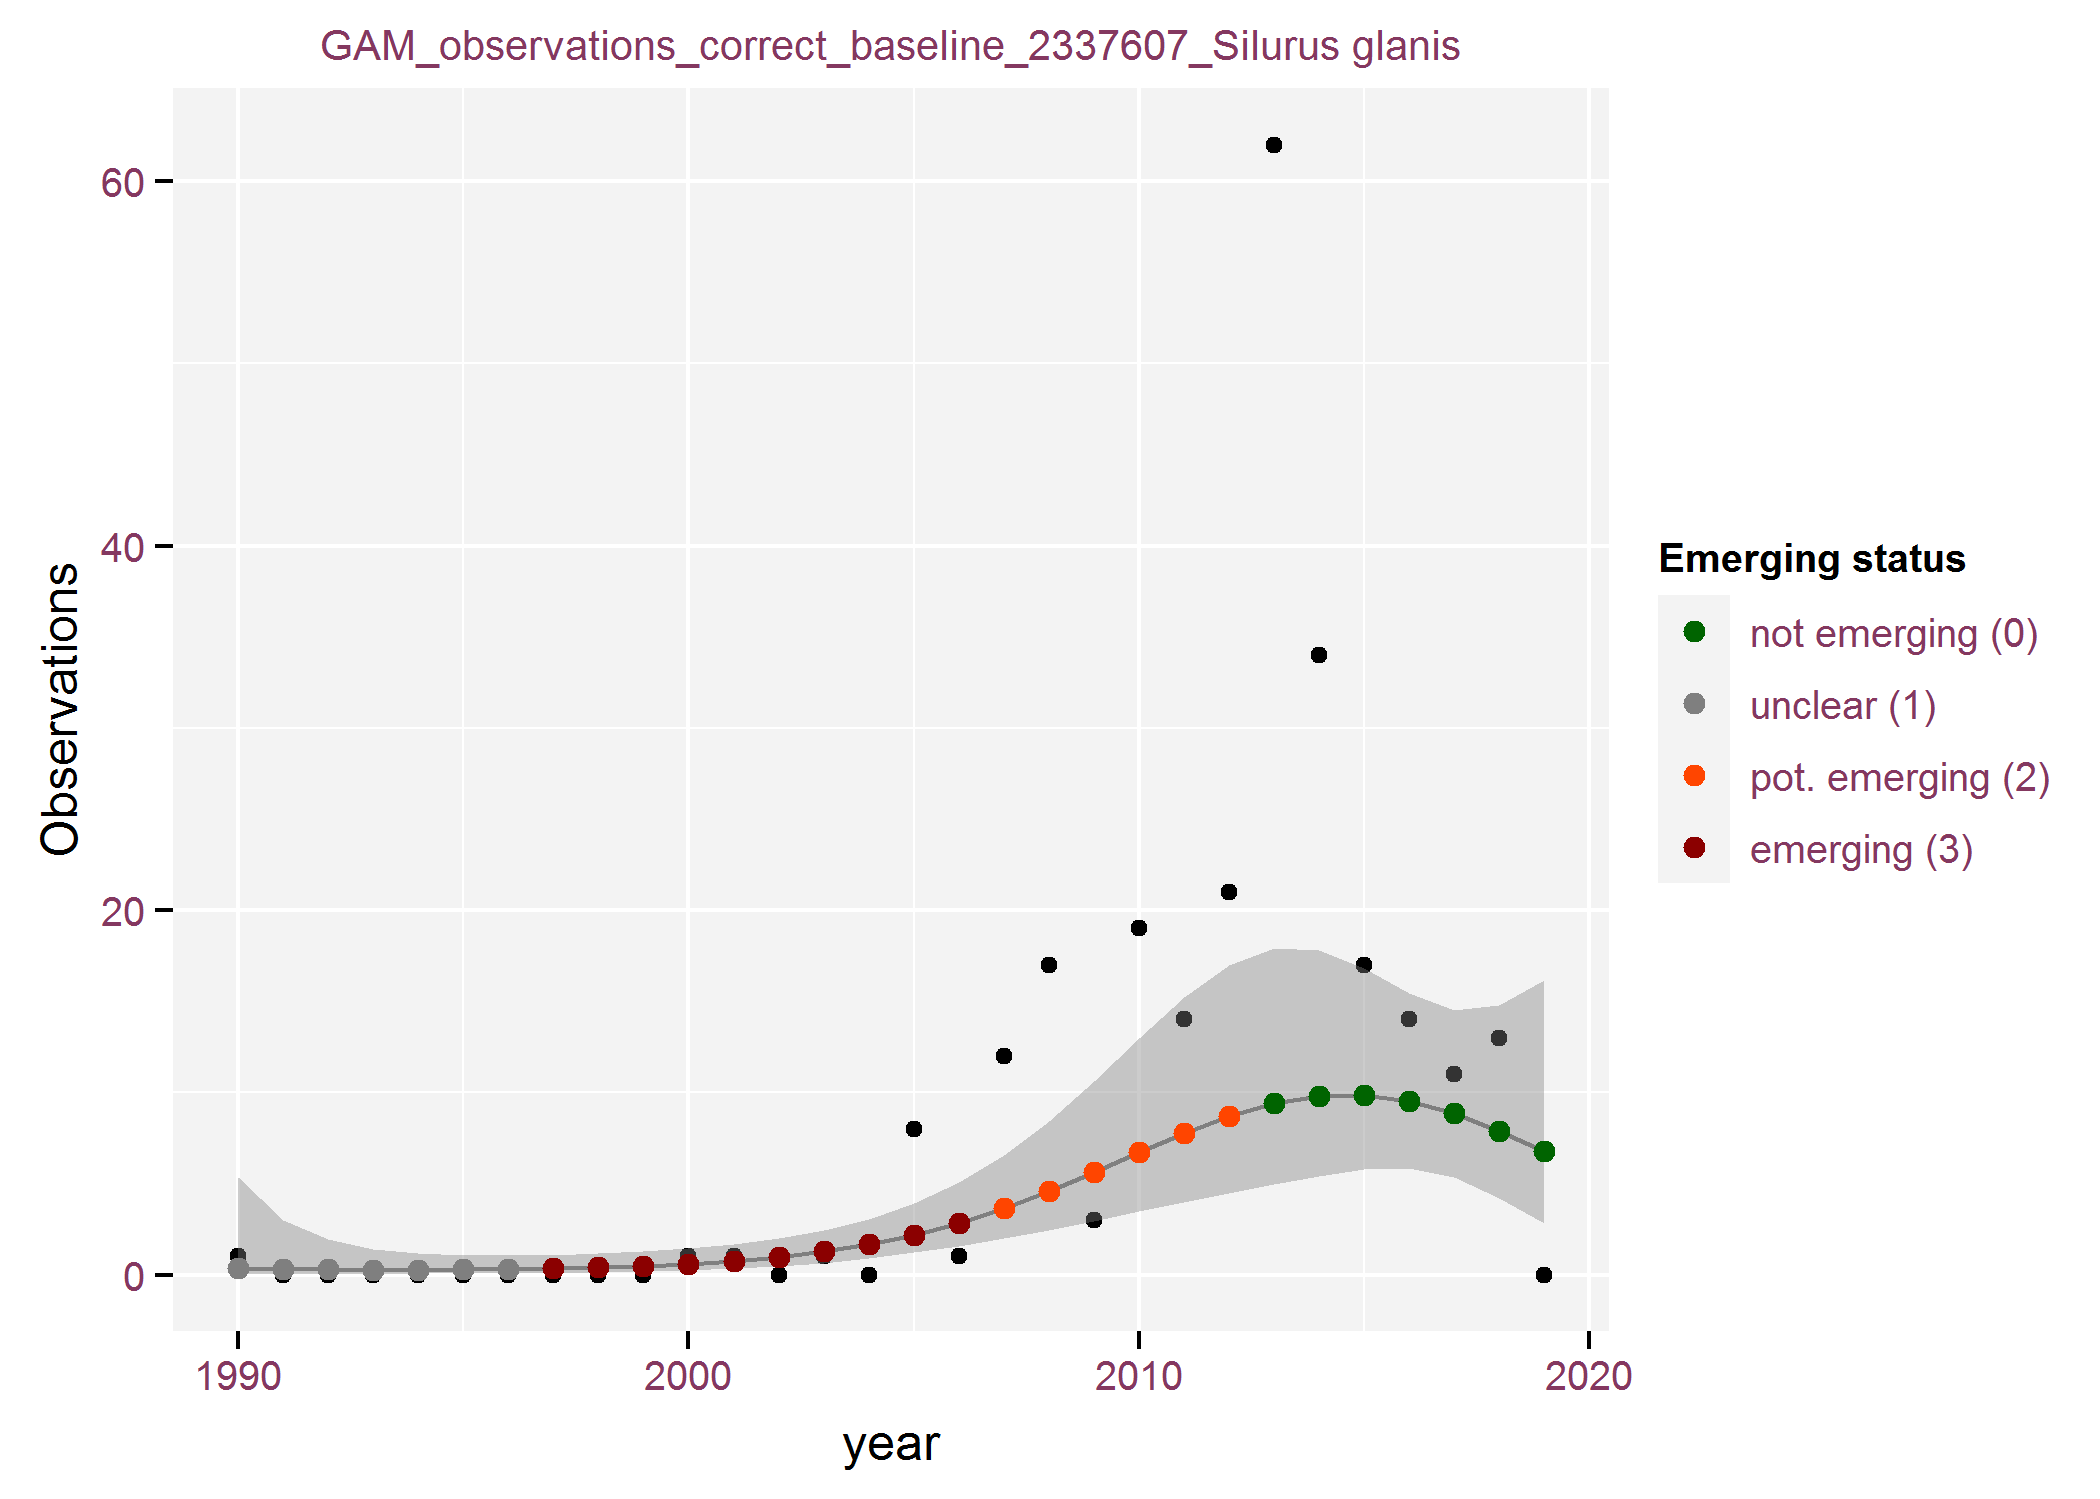 GAM_observations_correct_baseline_2337607_Silurus glanis
Observations
60
40
20
0
1990
2000
2010
2020
year
Emerging status
not emerging (0)
unclear (1)
pot. emerging (2)
emerging (3)